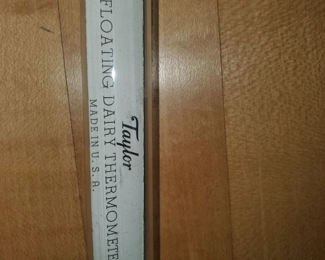 Taylor
FLOATING DAIRY THERMOMETE
MADE IN U. S. A.